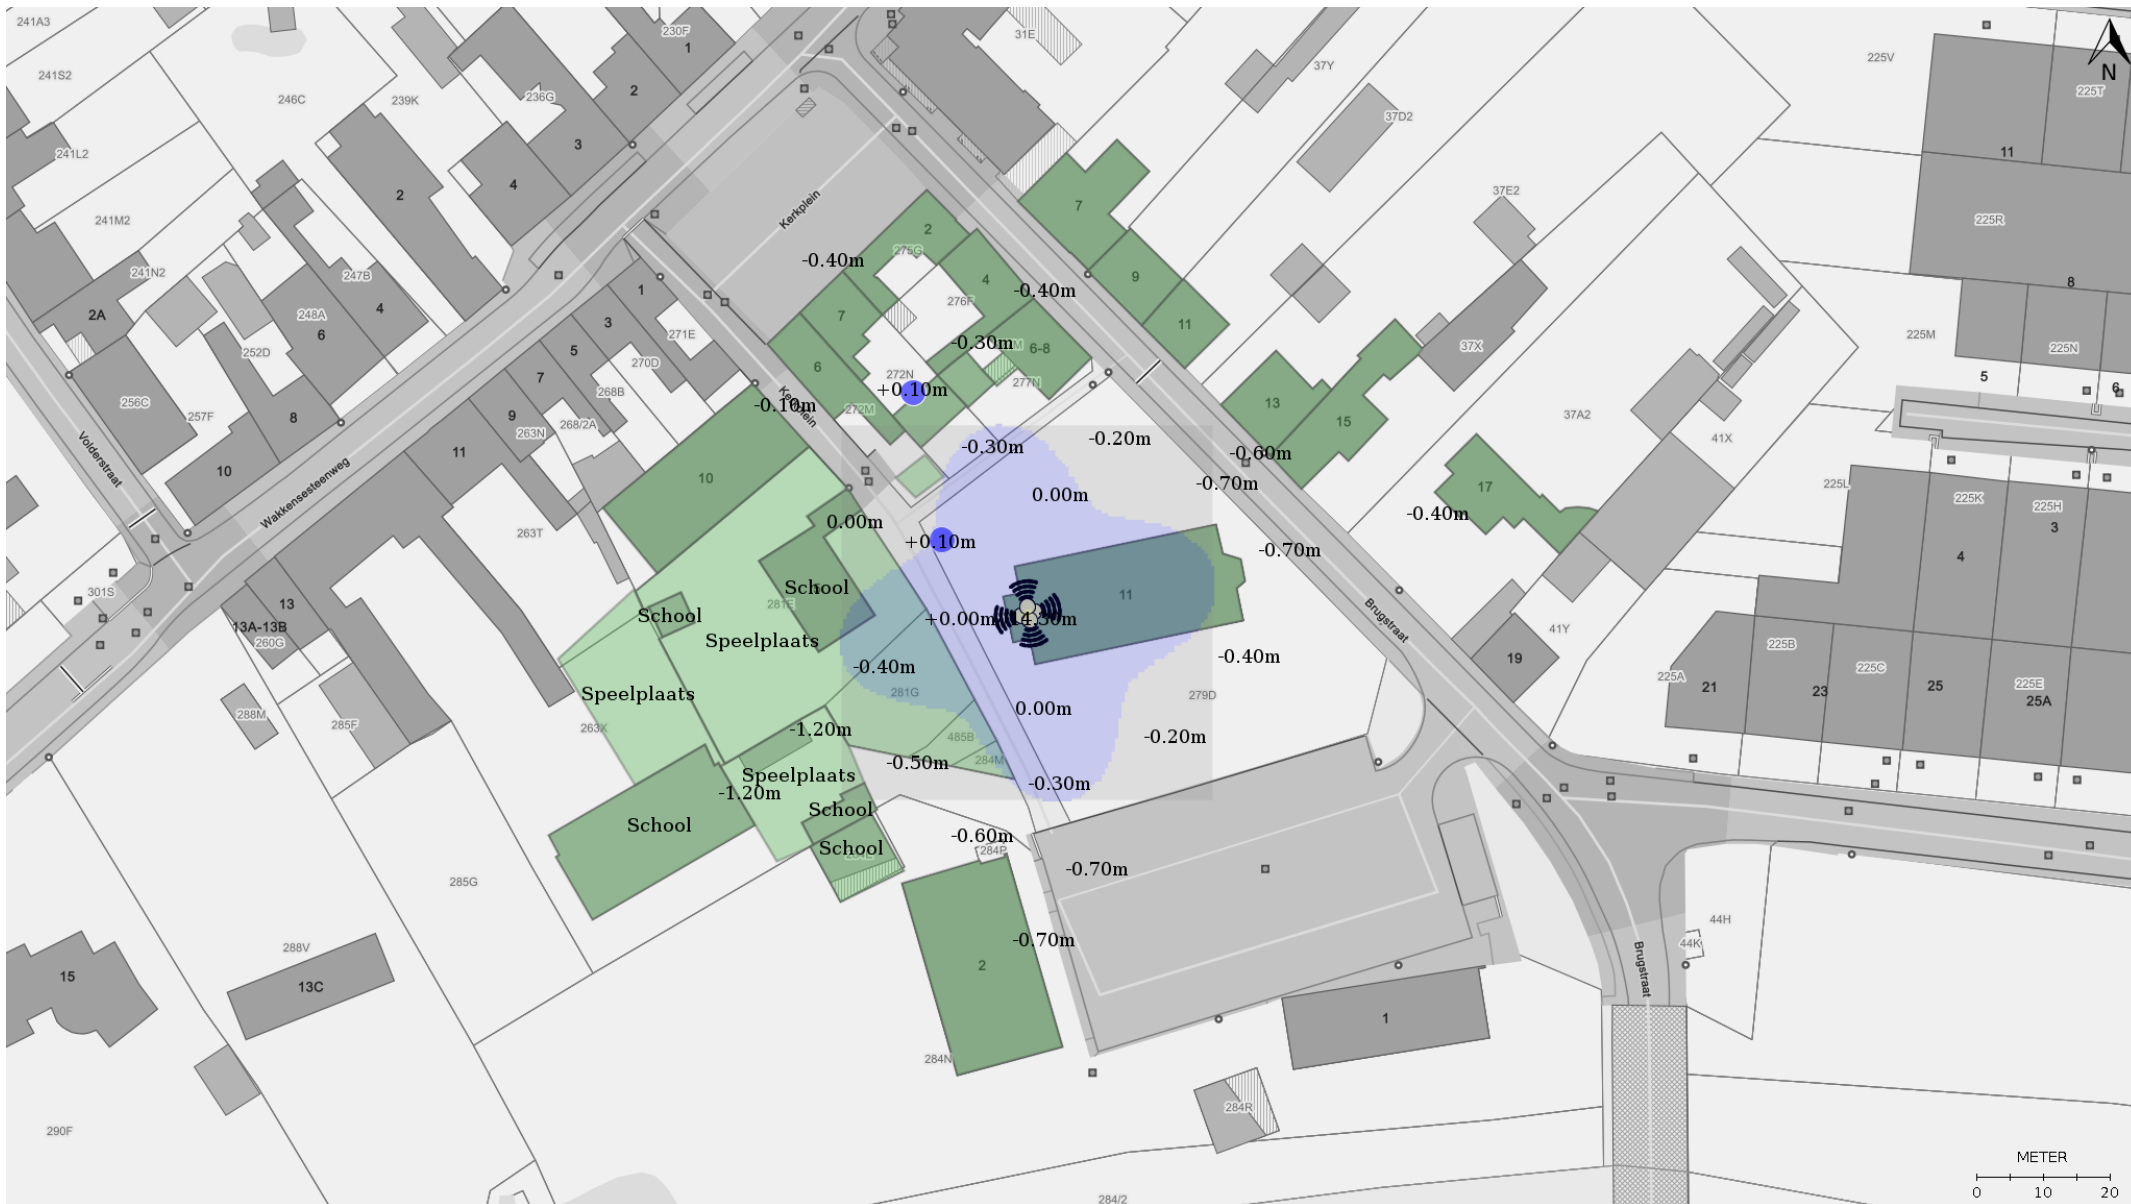 241A3
230F
1
31E
225V
N
241S2
246C
239K
236G
2
37Y
225T
3
37D2
11
241L2
4
2
Kerkplein
37E2
7
241M2
2
275G
225R
-0.40m
247B
241N2
9
4
276F
-0.40m
8
1
248A
2A
6
4
3
271E
7
11
225M
252D
5
270D
-0.30m
6-8
37X
225N
6
272N
5
7
268B
277N
+0.10m
6
256C
257F
8
9
268/2A
-0.10m
Kerkplein
272M
13
37A2
263N
15
41X
Volderstraat
10
11
-0.30m
-0.20m
-0.60m
Wakkensesteenweg
10
0.00m
-0.70m
17
225L
225K
225H
-0.40m
3
0.00m
263T
+0.10m
-0.70m
4
301S
School
281E
11
13
School
+0.00m
14.30m
Brugstraat
13A-13B
260G
Speelplaats
41Y
225B
-0.40m
-0.40m
19
225C
225A
225E
Speelplaats
281G
279D
21
23
25
25A
288M
285F
263X
0.00m
-1.20m
485B
-0.20m
-0.50m
284M
Speelplaats
-0.30m
-1.20m
School
School
-0.60m
School
284P
-0.70m
285G
44H
288V
-0.70m
44K
15
2
Brugstraat
13C
1
284N
284R
290F
METER
0
10
20
284/2